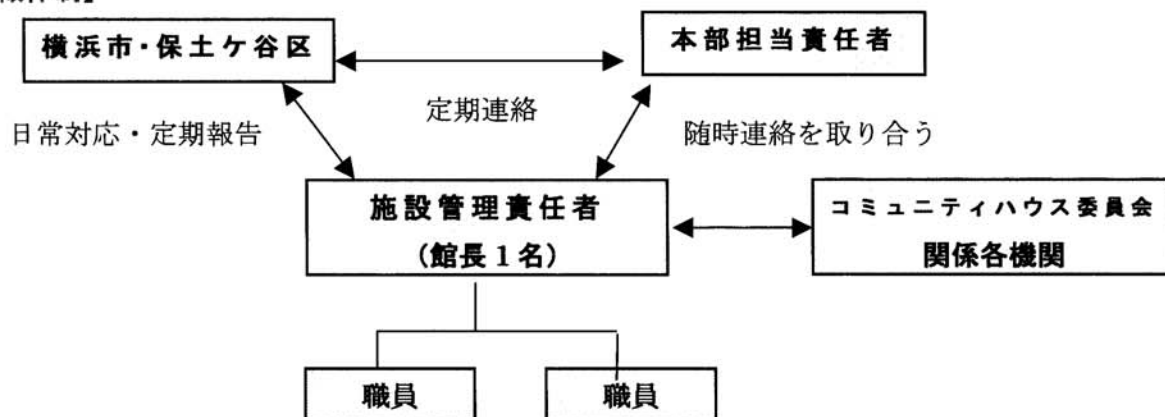 横浜市・保土ケ谷区
本部担当責任者
定期連絡
日常対応・定期報告
随時連絡を取り合う
施設管理責任者
（館長１名）
コミュニティハウス委員会
関係各機関
職員
職員